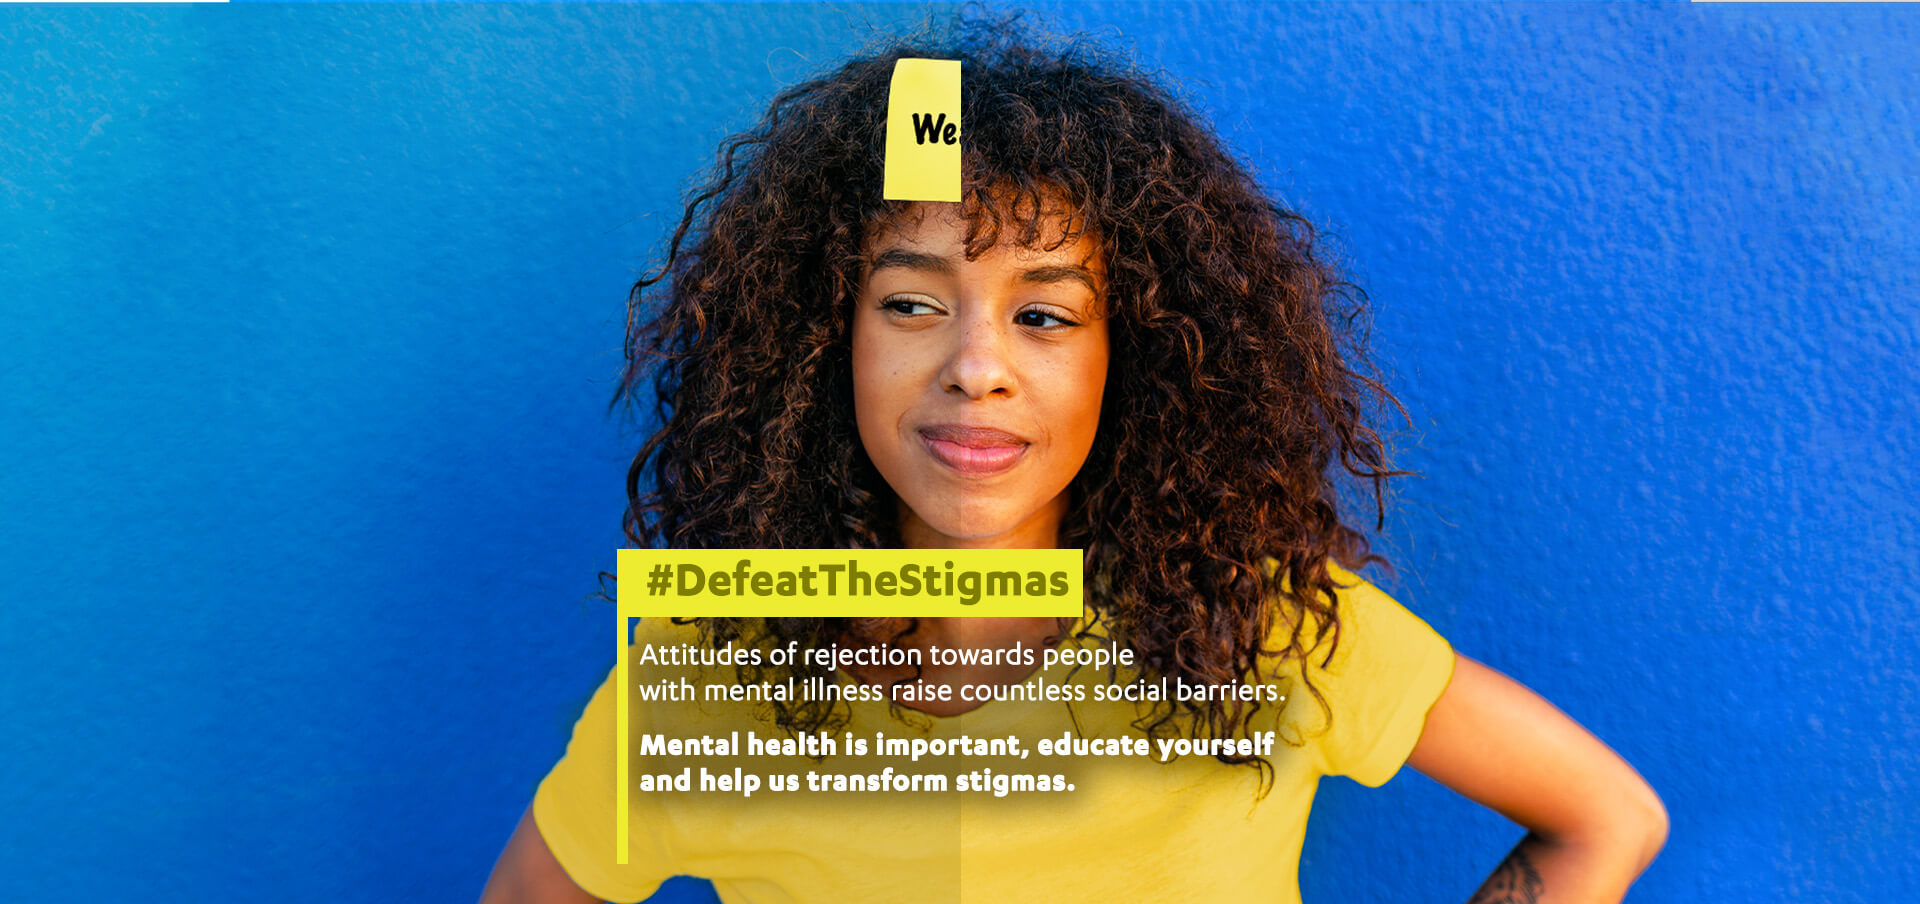 We
#DefeatTheStigmas
Attitudes of rejection towards people
with mental illness raise countless social barriers.
Mental health is important, educate yourself
and help us transform stigmas.